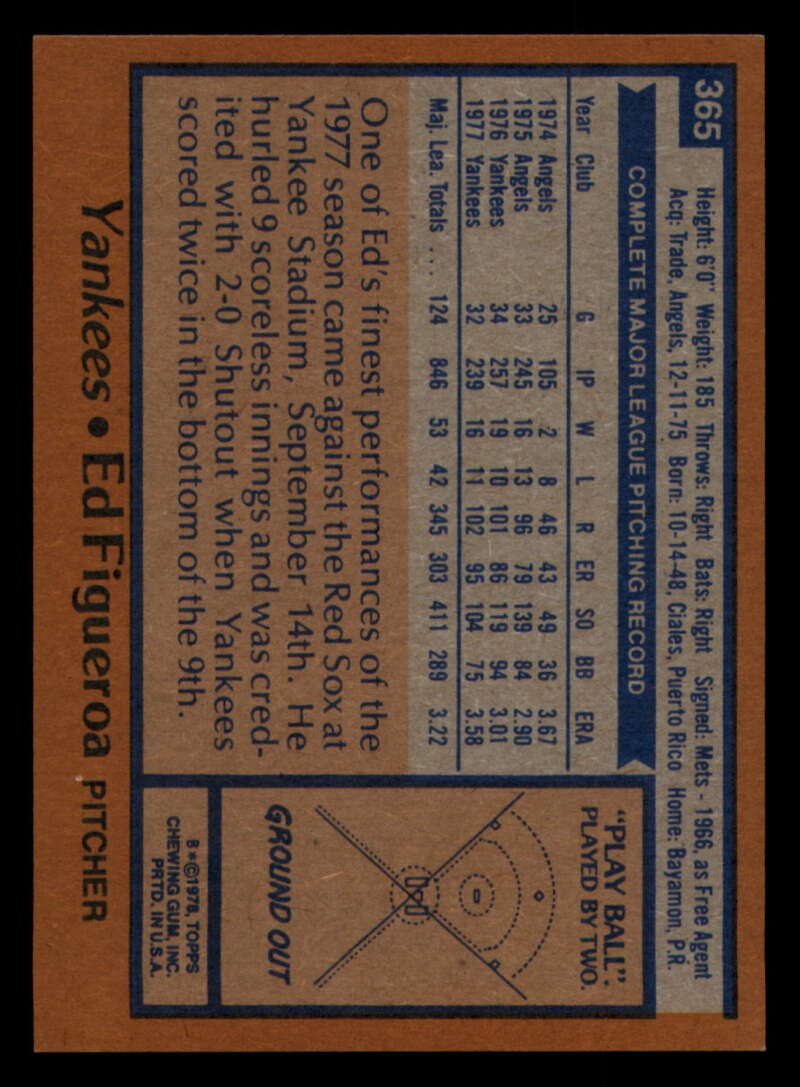 365
Height: 6'0" Weight: 185 Throws: Right Bats: Right Signed: Mets - 1966, as Free Agent
Acq: Trade, Angels, 12-11-75 Born: 10-14-48, Ciales, Puerto Rico Home: Bayamon, P.R.
COMPLETE MAJOR LEAGUE PITCHING RECORD
Year Club G IP W L R ER SO BB ERA
1974 Angels 25 105 2 8 46 43 49 36 3.67
1975 Angels 33 245 16 13 96 79 139 84 2.90
1976 Yankees 34 257 19 10 101 86 119 94 3.01
1977 Yankees 32 239 16 11 102 95 104 75 3.58
Maj. Lea. Totals ... 124 846 53 42 345 303 411 289 3.22
One of Ed's finest performances of the
1977 season came against the Red Sox at
Yankee Stadium, September 14th. He
hurled 9 scoreless innings and was cred-
ited with 2-0 Shutout when Yankees
scored twice in the bottom of the 9th.
"PLAY BALL":
PLAYED BY TWO.
GROUND OUT
B*©1978, TOPPS
CHEWING GUM, INC.
PRTD. IN U.S.A.
Yankees • Ed Figueroa PITCHER